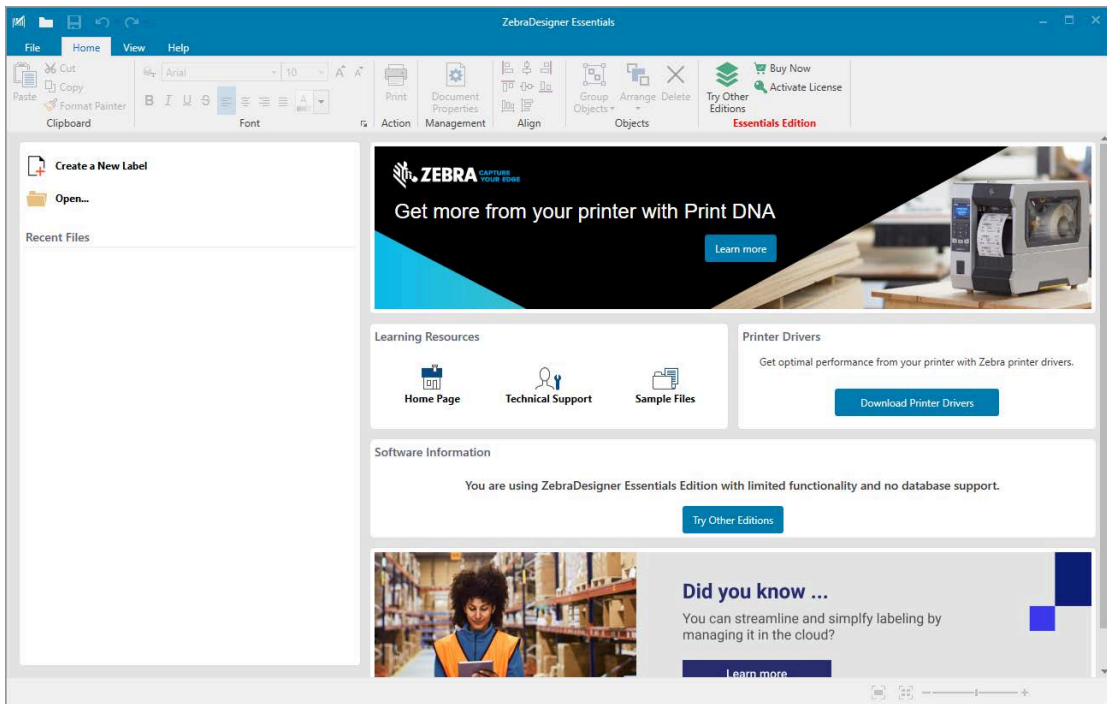 ZebraDesigner Essentials
File Home View Help
Paste
Cut
Copy
Format Painter
Clipboard
Arial 10
B I U S
Font
Print
Action
Document
Properties
Management
Align
Group
Objects
Arrange
Delete
Objects
Try Other
Editions
Buy Now
Activate License
Essentials Edition
Create a New Label
Open...
Recent Files
ZEBRA CAPTURE
YOUR EDGE
Get more from your printer with Print DNA
Learn more
Learning Resources
Home Page
Technical Support
Sample Files
Printer Drivers
Get optimal performance from your printer with Zebra printer drivers.
Download Printer Drivers
Software Information
You are using ZebraDesigner Essentials Edition with limited functionality and no database support.
Try Other Editions
Did you know ...
You can streamline and simplfy labeling by
managing it in the cloud?
Learn more